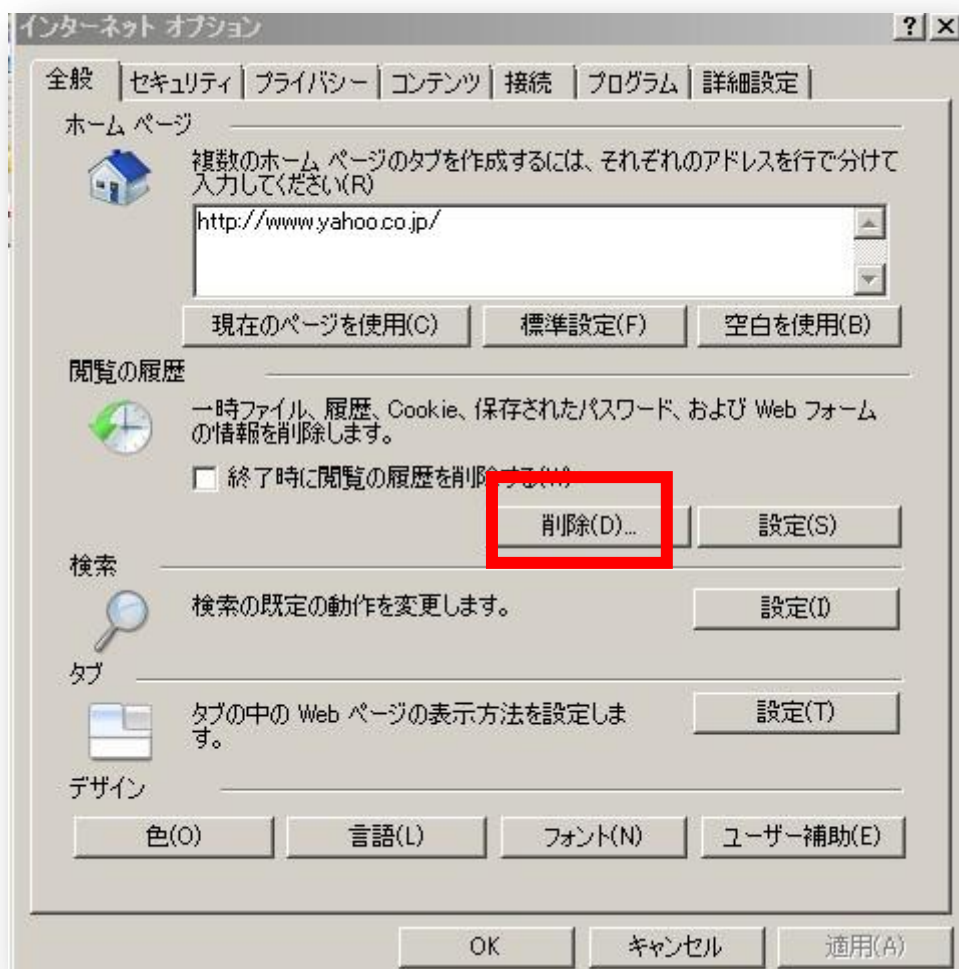 インターネット オプション
全般 セキュリティ プライバシー コンテンツ 接続 プログラム 詳細設定
ホーム ページ
複数のホーム ページのタブを作成するには、それぞれのアドレスを行で分けて
入力してください(R)
http://www.yahoo.co.jp/
現在のページを使用(C) 標準設定(F) 空白を使用(B)
閲覧の履歴
一時ファイル、履歴、Cookie、保存されたパスワード、および Web フォーム
の情報を削除します。
終了時に閲覧の履歴を削除する(W)
削除(D)... 設定(S)
検索
検索の既定の動作を変更します。
設定(I)
タブ
タブの中の Web ページの表示方法を設定しま
す。
設定(T)
デザイン
色(O) 言語(L) フォント(N) ユーザー補助(E)
OK キャンセル 適用(A)